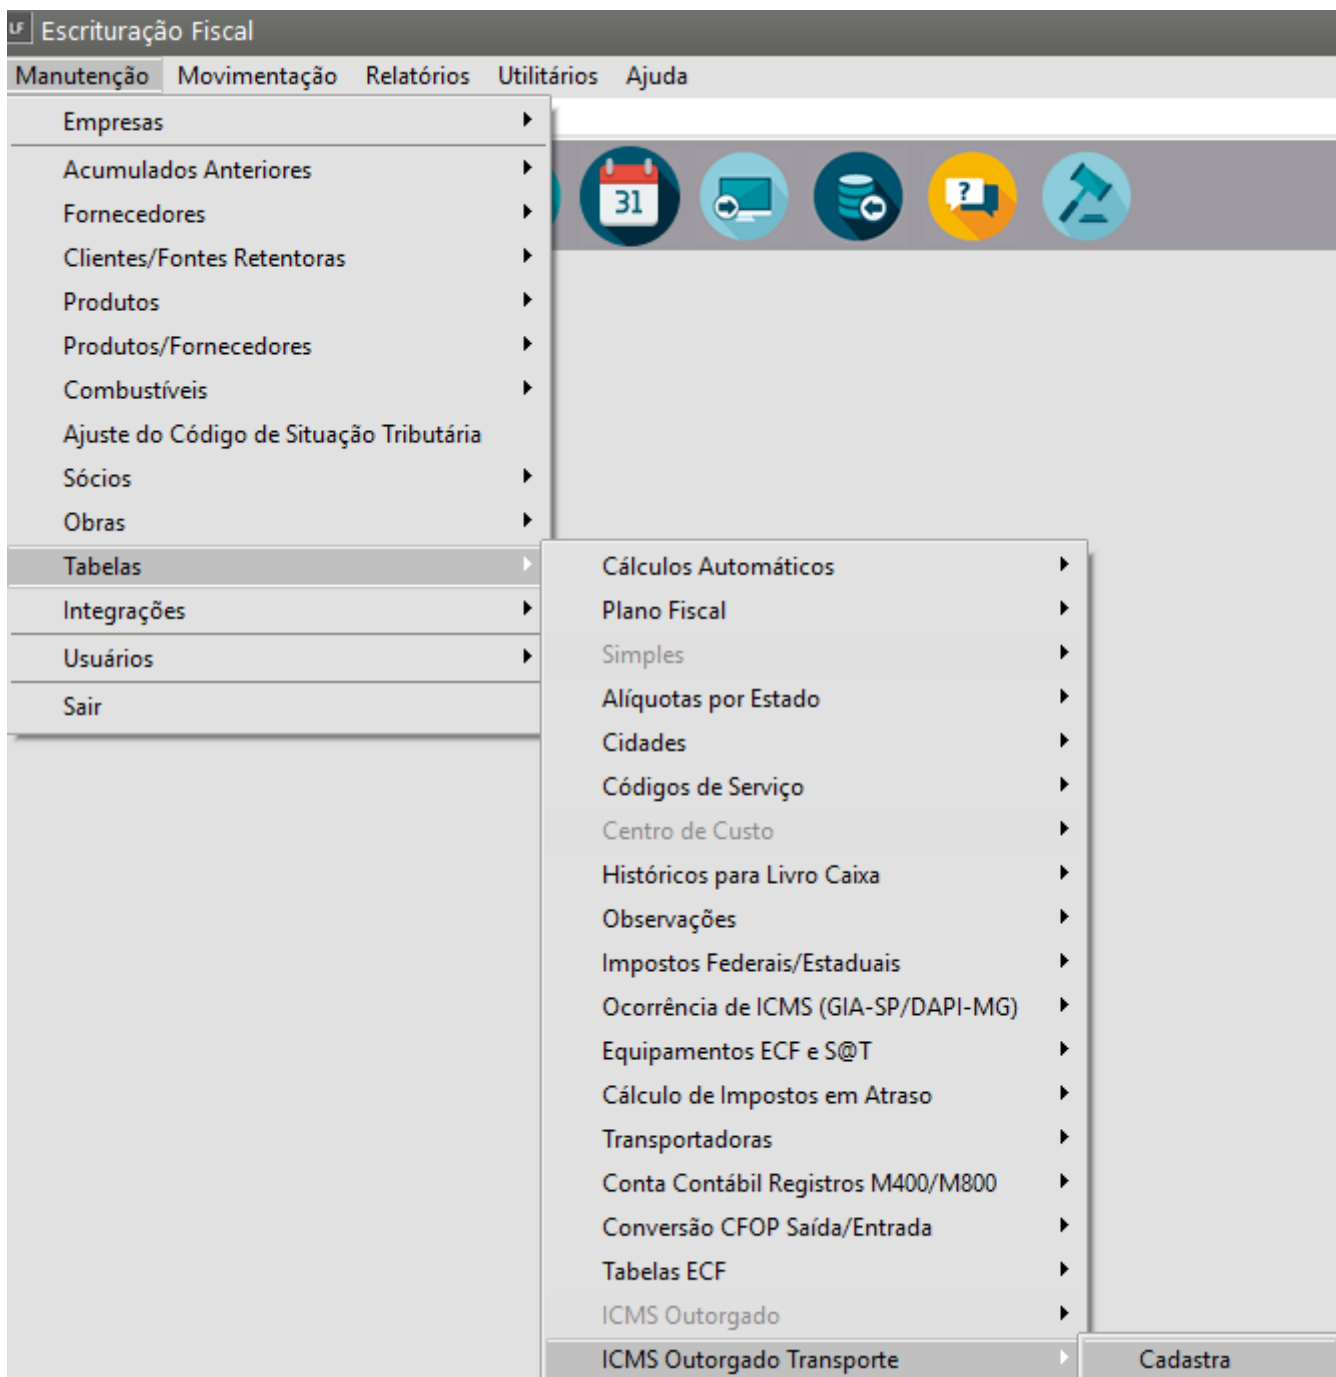 LF Escrituração Fiscal
Manutenção Movimentação Relatórios Utilitários Ajuda
Empresas
Acumulados Anteriores
Fornecedores
Clientes/Fontes Retentoras
Produtos
Produtos/Fornecedores
Combustíveis
Ajuste do Código de Situação Tributária
Sócios
Obras
Tabelas
Integrações
Usuários
Sair
31
?
Cálculos Automáticos
Plano Fiscal
Simples
Alíquotas por Estado
Cidades
Códigos de Serviço
Centro de Custo
Históricos para Livro Caixa
Observações
Impostos Federais/Estaduais
Ocorrência de ICMS (GIA-SP/DAPI-MG)
Equipamentos ECF e S@T
Cálculo de Impostos em Atraso
Transportadoras
Conta Contábil Registros M400/M800
Conversão CFOP Saída/Entrada
Tabelas ECF
ICMS Outorgado
ICMS Outorgado Transporte
Cadastra